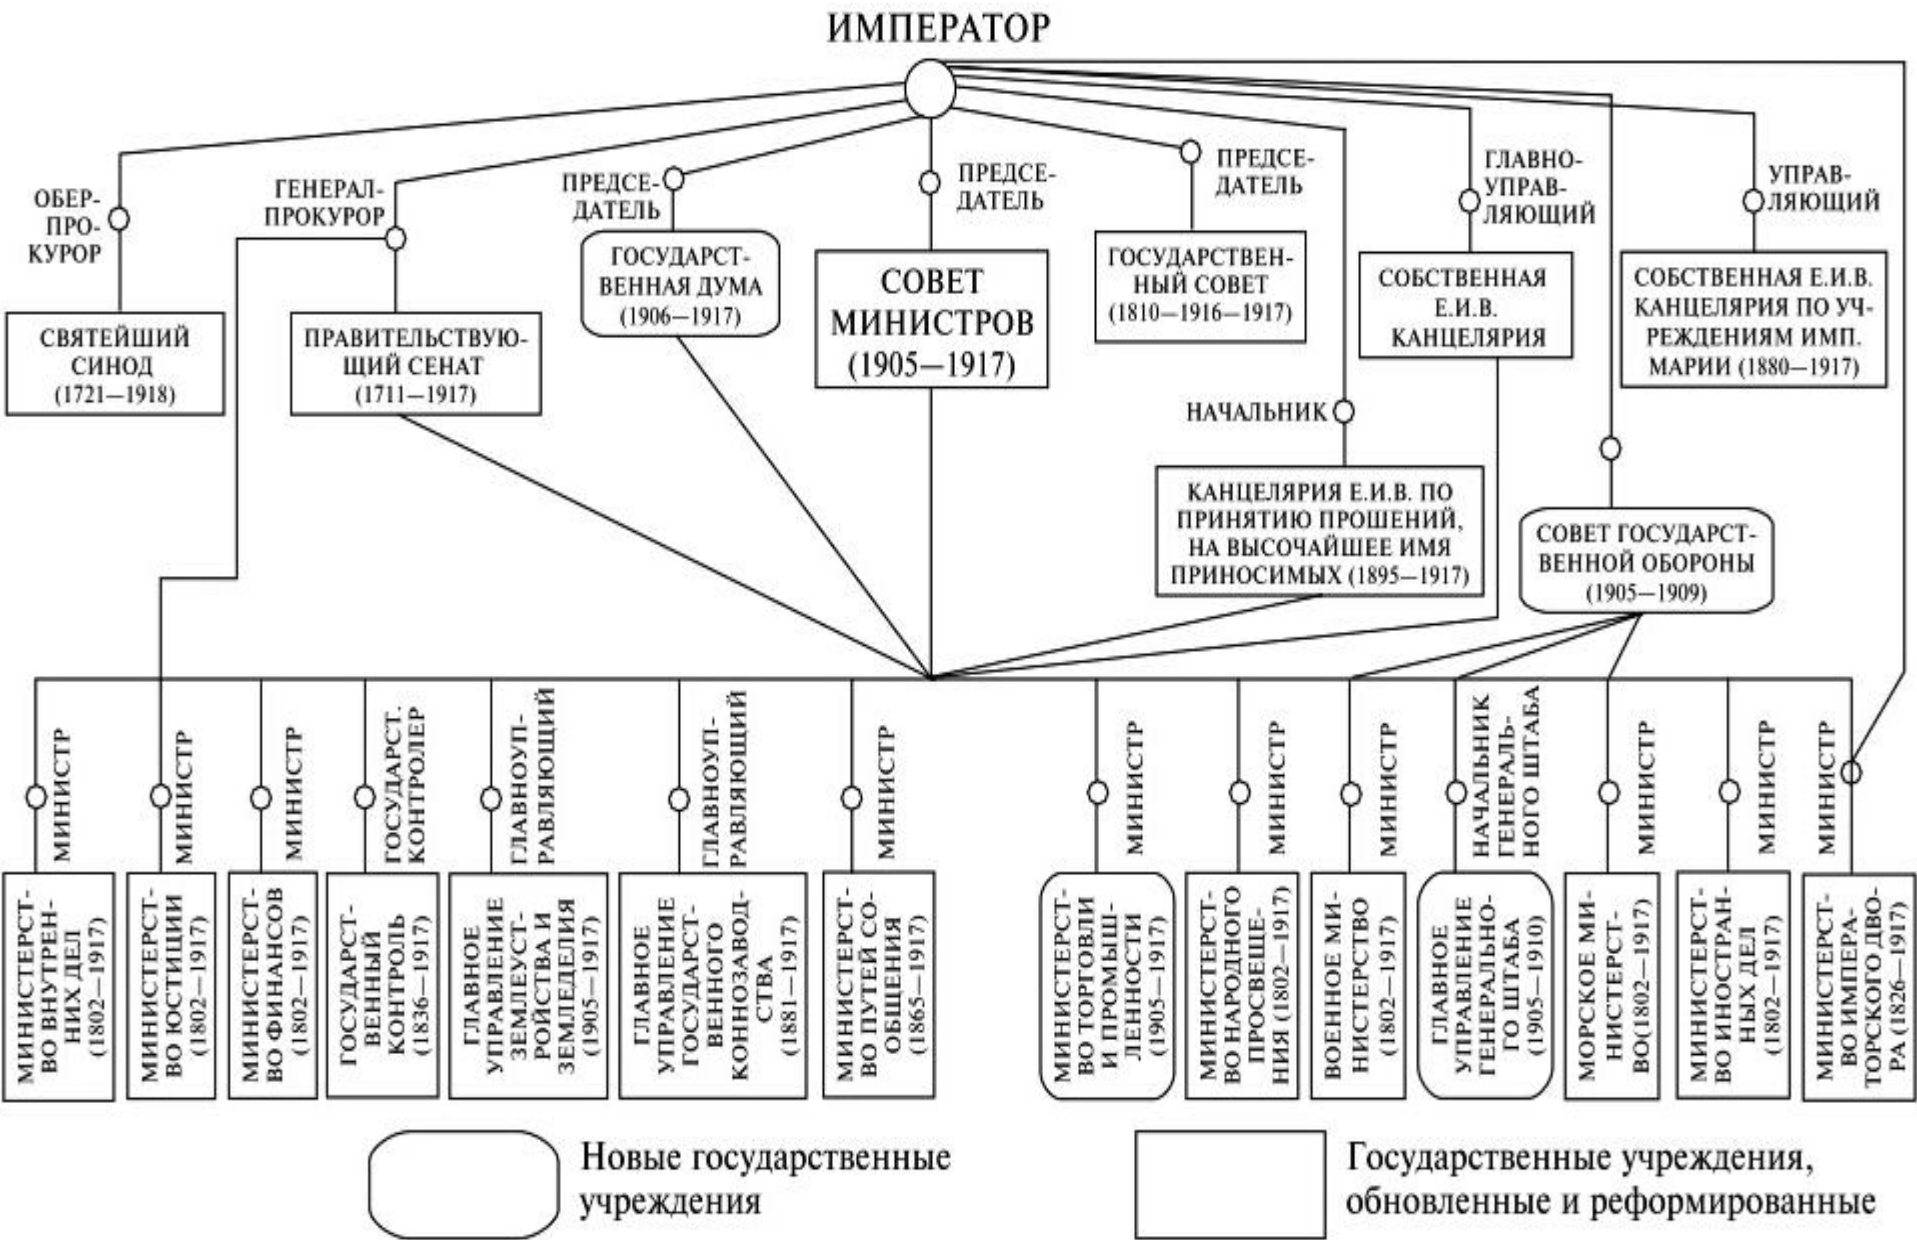 ИМПЕРАТОР
ОБЕР-
ПРО-
КУРОР
СВЯТЕЙШИЙ
СИНОД
(1721—1918)
ГЕНЕРАЛ-
ПРОКУРОР
ПРАВИТЕЛЬСТВУЮ-
ЩИЙ СЕНАТ
(1711—1917)
ПРЕДСЕ-
ДАТЕЛЬ
ГОСУДАРСТ-
ВЕННАЯ ДУМА
(1906—1917)
ПРЕДСЕ-
ДАТЕЛЬ
СОВЕТ
МИНИСТРОВ
(1905—1917)
ПРЕДСЕ-
ДАТЕЛЬ
ГОСУДАРСТВЕН-
НЫЙ СОВЕТ
(1810—1916—1917)
НАЧАЛЬНИК
КАНЦЕЛЯРИЯ Е.И.В. ПО
ПРИНЯТИЮ ПРОШЕНИЙ,
НА ВЫСОЧАЙШЕЕ ИМЯ
ПРИНОСИМЫХ (1895—1917)
ГЛАВНО-
УПРАВ-
ЛЯЮЩИЙ
СОБСТВЕННАЯ
Е.И.В.
КАНЦЕЛЯРИЯ
СОВЕТ ГОСУДАРСТ-
ВЕННОЙ ОБОРОНЫ
(1905—1909)
УПРАВ-
ЛЯЮЩИЙ
СОБСТВЕННАЯ Е.И.В.
КАНЦЕЛЯРИЯ ПО УЧ-
РЕЖДЕНИЯМ ИМП.
МАРИИ (1880—1917)
МИНИСТР
МИНИСТЕРСТ-
ВО ВНУТРЕН-
НИХ ДЕЛ
(1802—1917)
МИНИСТР
МИНИСТЕРСТ-
ВО ЮСТИЦИИ
(1802—1917)
МИНИСТР
МИНИСТЕРСТ-
ВО ФИНАНСОВ
(1802—1917)
ГОСУДАРСТ.
КОНТРОЛЕР
ГОСУДАРСТ-
ВЕННЫЙ
КОНТРОЛЬ
(1836—1917)
ГЛАВНОУП-
РАВЛЯЮЩИЙ
ГЛАВНОЕ
УПРАВЛЕНИЕ
ЗЕМЛЕУСТ-
РОЙСТВА И
ЗЕМЛЕДЕЛИЯ
(1905—1917)
ГЛАВНОУП-
РАВЛЯЮЩИЙ
ГЛАВНОЕ
УПРАВЛЕНИЕ
ГОСУДАРСТ-
ВЕННОГО
КОННОЗАВОД-
СТВА
(1881—1917)
МИНИСТР
МИНИСТЕРСТ-
ВО ПУТЕЙ СО-
ОБЩЕНИЯ
(1865—1917)
МИНИСТР
МИНИСТЕРСТ-
ВО ТОРГОВЛИ
И ПРОМЫШ-
ЛЕННОСТИ
(1905—1917)
МИНИСТР
МИНИСТЕРСТ-
ВО НАРОДНОГО
ПРОСВЕЩЕ-
НИЯ (1802—1917)
МИНИСТР
ВОЕННОЕ МИ-
НИСТЕРСТВО
(1802—1917)
НАЧАЛЬНИК
ГЕНЕРАЛЬ-
НОГО ШТАБА
ГЛАВНОЕ
УПРАВЛЕНИЕ
ГЕНЕРАЛЬНО-
ГО ШТАБА
(1905—1910)
МИНИСТР
МОРСКОЕ МИ-
НИСТЕРСТ-
ВО(1802—1917)
МИНИСТР
МИНИСТЕРСТ-
ВО ИНОСТРАН-
НЫХ ДЕЛ
(1802—1917)
МИНИСТР
МИНИСТЕРСТ-
ВО ИМПЕРА-
ТОРСКОГО ДВО-
РА (1826—1917)
Новые государственные
учреждения
Государственные учреждения,
обновленные и реформированные